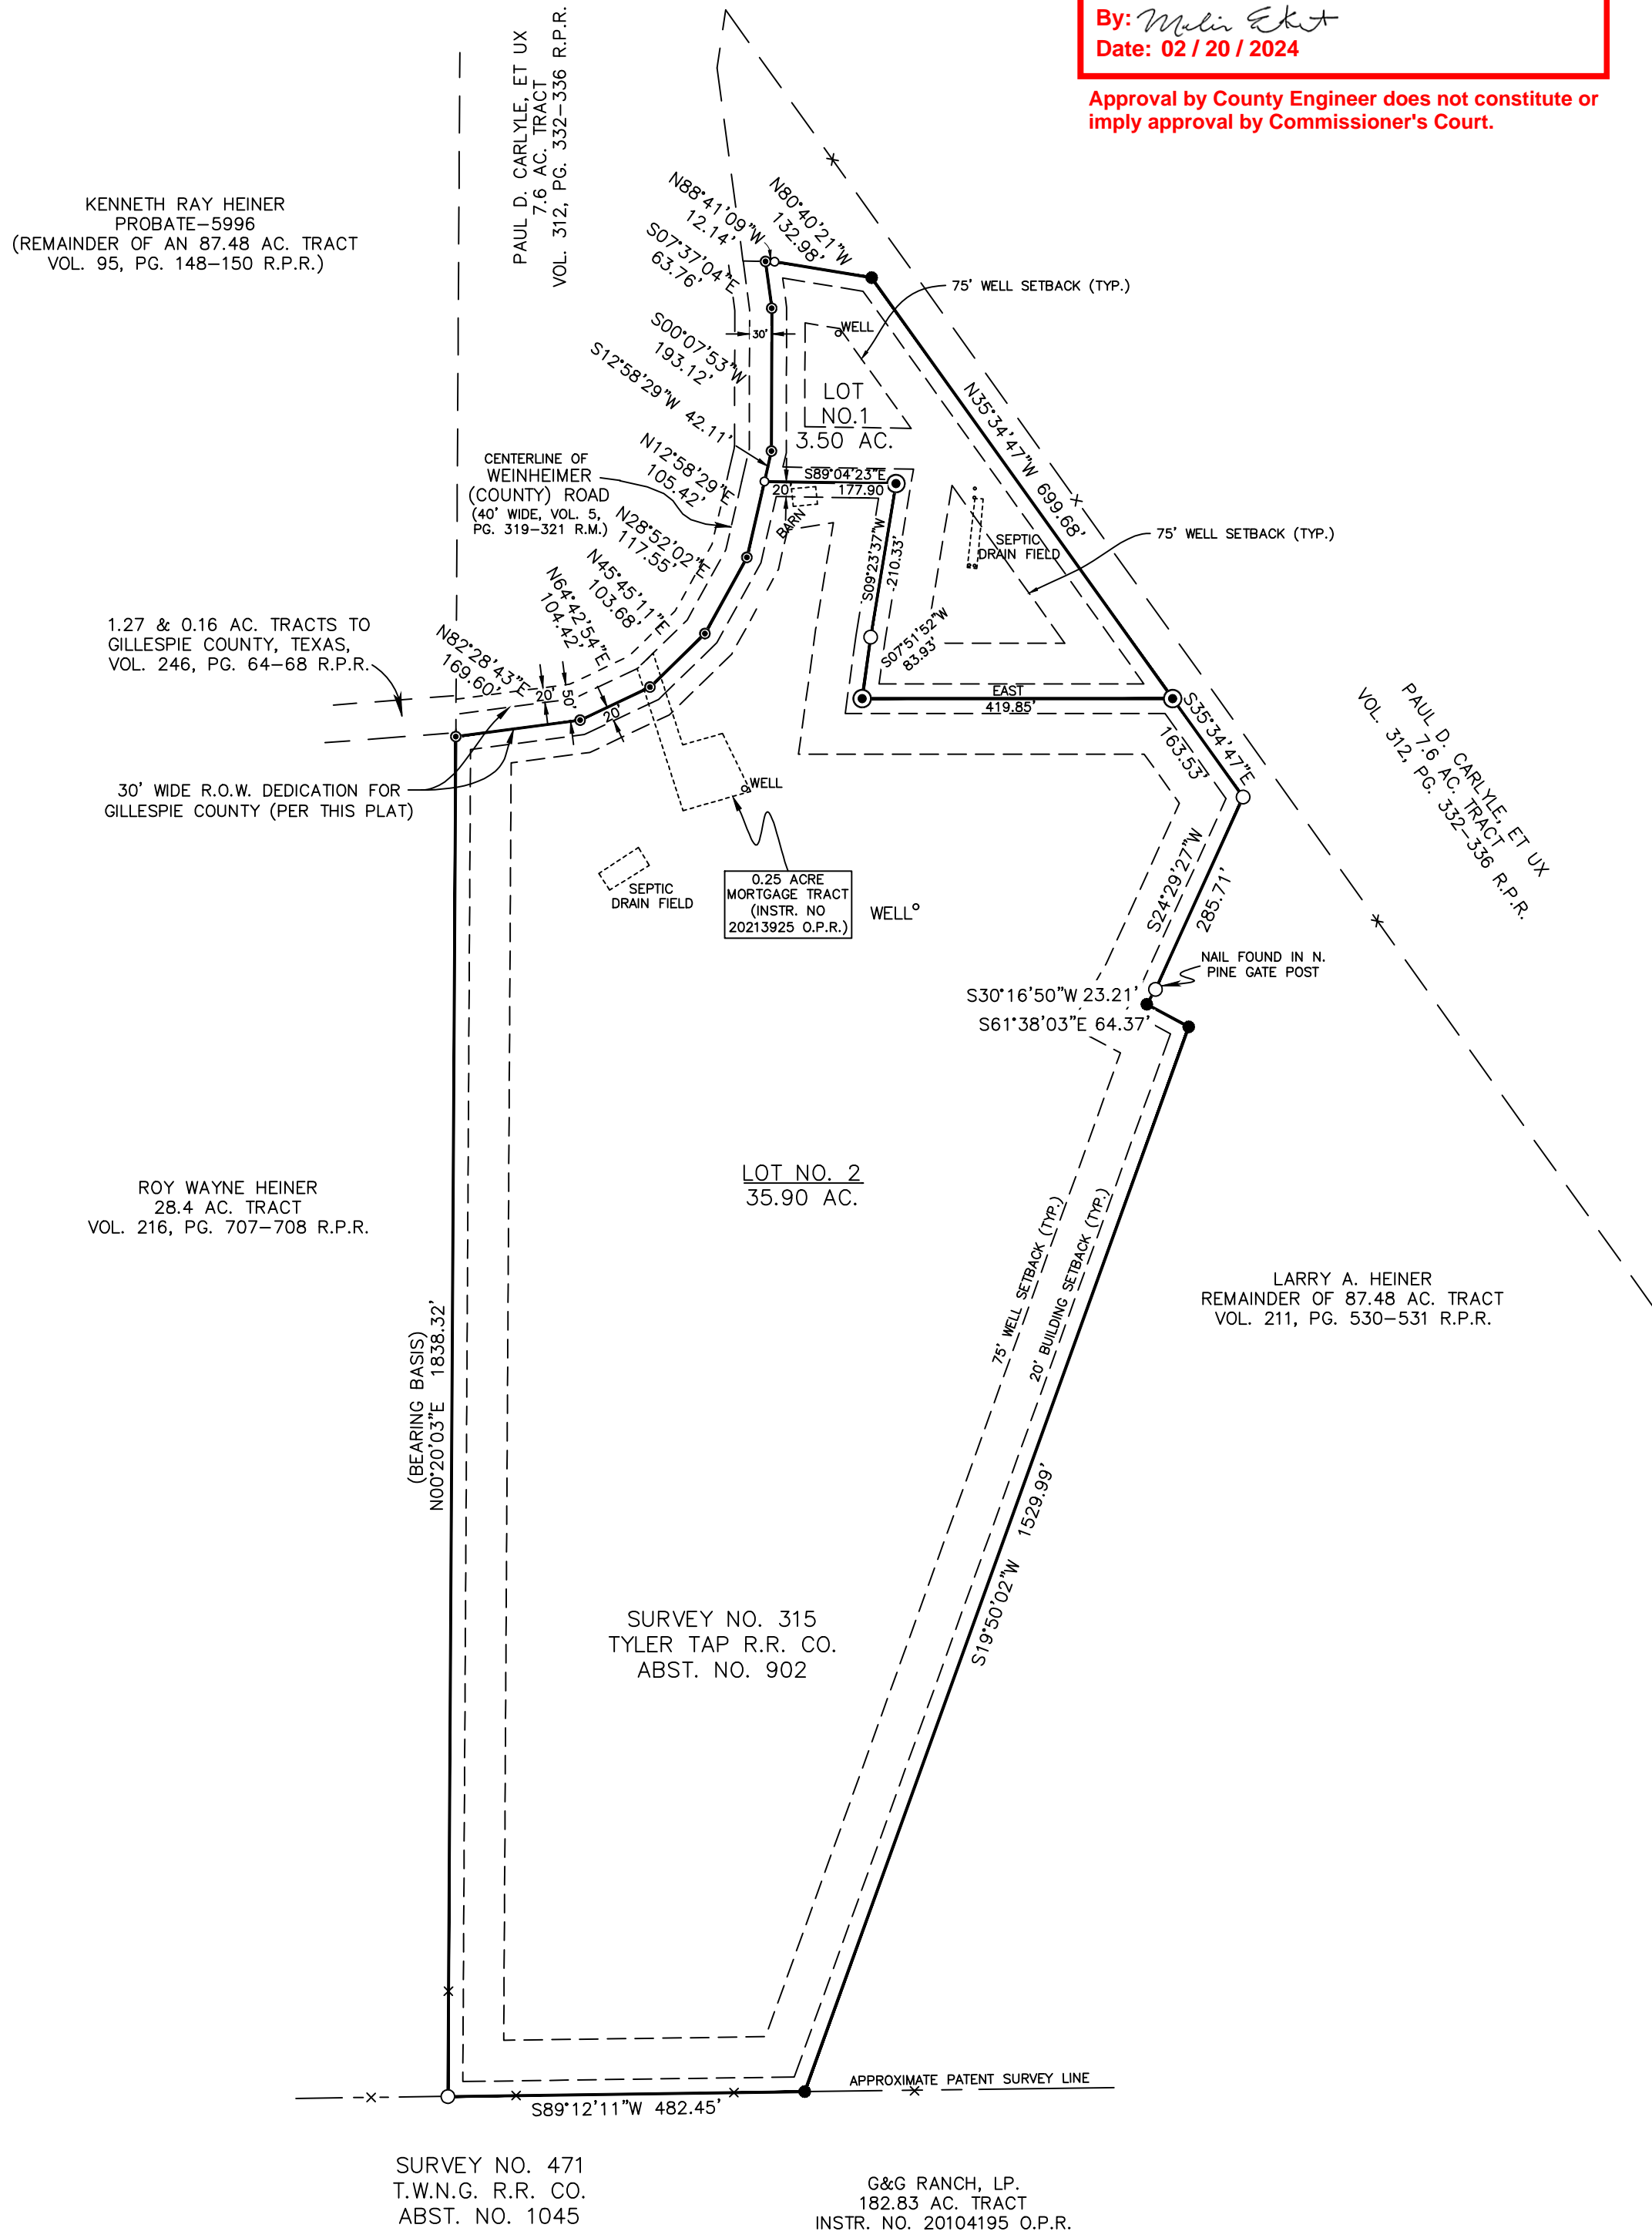 By:
Date: 02 / 20 / 2024
Approval by County Engineer does not constitute or
imply approval by Commissioner's Court.
PAUL D. CARLYLE, ET UX
7.6 AC. TRACT
VOL. 312, PG. 332-336 R.P.R.
KENNETH RAY HEINER
PROBATE-5996
(REMAINDER OF AN 87.48 AC. TRACT
VOL. 95, PG. 148-150 R.P.R.)
N88°41'09"W
12.14'
N80°40'21"W
132.98'
S07°37'04"E
63.76'
75' WELL SETBACK (TYP.)
WELL
30'
S00°07'53"W
193.12'
S12°58'29"W 42.11'
LOT
NO.1
3.50 AC.
N35°34'47"W 699.68'
N12°58'29"E
105.42'
CENTERLINE OF
WEINHEIMER
(COUNTY) ROAD
(40' WIDE, VOL. 5,
PG. 319-321 R.M.)
S89°04'23"E
177.90
20'
BARN
N28°52'02"E
117.55'
75' WELL SETBACK (TYP.)
SEPTIC
DRAIN FIELD
S09°23'37"W
210.33'
N45°45'11"E
103.68'
N64°42'54"E
104.42'
1.27 & 0.16 AC. TRACTS TO
GILLESPIE COUNTY, TEXAS,
VOL. 246, PG. 64-68 R.P.R.
N82°28'43"E
169.60'
S07°51'52"W
83.93'
20'
50'
20'
EAST
419.85'
S35°34'47"E
163.53'
PAUL D. CARLYLE, ET UX
7.6 AC. TRACT
VOL. 312, PG. 332-336 R.P.R.
30' WIDE R.O.W. DEDICATION FOR
GILLESPIE COUNTY (PER THIS PLAT)
WELL
SEPTIC
DRAIN FIELD
0.25 ACRE
MORTGAGE TRACT
(INSTR. NO
20213925 O.P.R.)
WELL
S24°29'27"W
285.71'
NAIL FOUND IN N.
PINE GATE POST
S30°16'50"W 23.21'
S61°38'03"E 64.37'
LOT NO. 2
35.90 AC.
ROY WAYNE HEINER
28.4 AC. TRACT
VOL. 216, PG. 707-708 R.P.R.
75' WELL SETBACK (TYP.)
20' BUILDING SETBACK (TYP.)
LARRY A. HEINER
REMAINDER OF 87.48 AC. TRACT
VOL. 211, PG. 530-531 R.P.R.
(BEARING BASIS)
N00°20'03"E 1838.32'
S19°50'02"W 1529.99'
SURVEY NO. 315
TYLER TAP R.R. CO.
ABST. NO. 902
APPROXIMATE PATENT SURVEY LINE
S89°12'11"W 482.45'
SURVEY NO. 471
T.W.N.G. R.R. CO.
ABST. NO. 1045
G&G RANCH, LP.
182.83 AC. TRACT
INSTR. NO. 20104195 O.P.R.